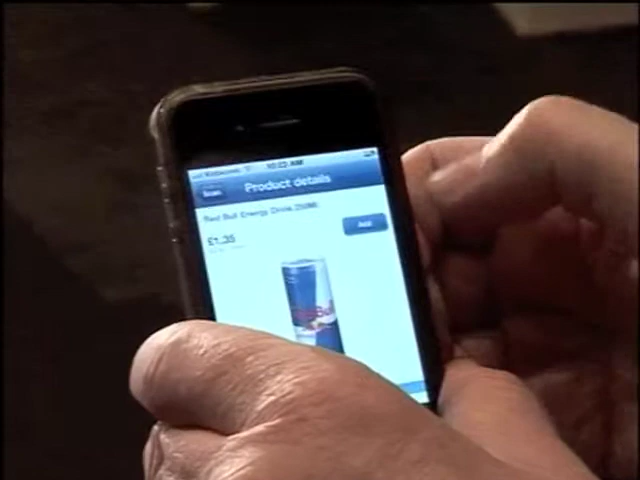 10:22 AM
Scan
Product details
Red Bull Energy Drink 250Ml
£1.35
Add